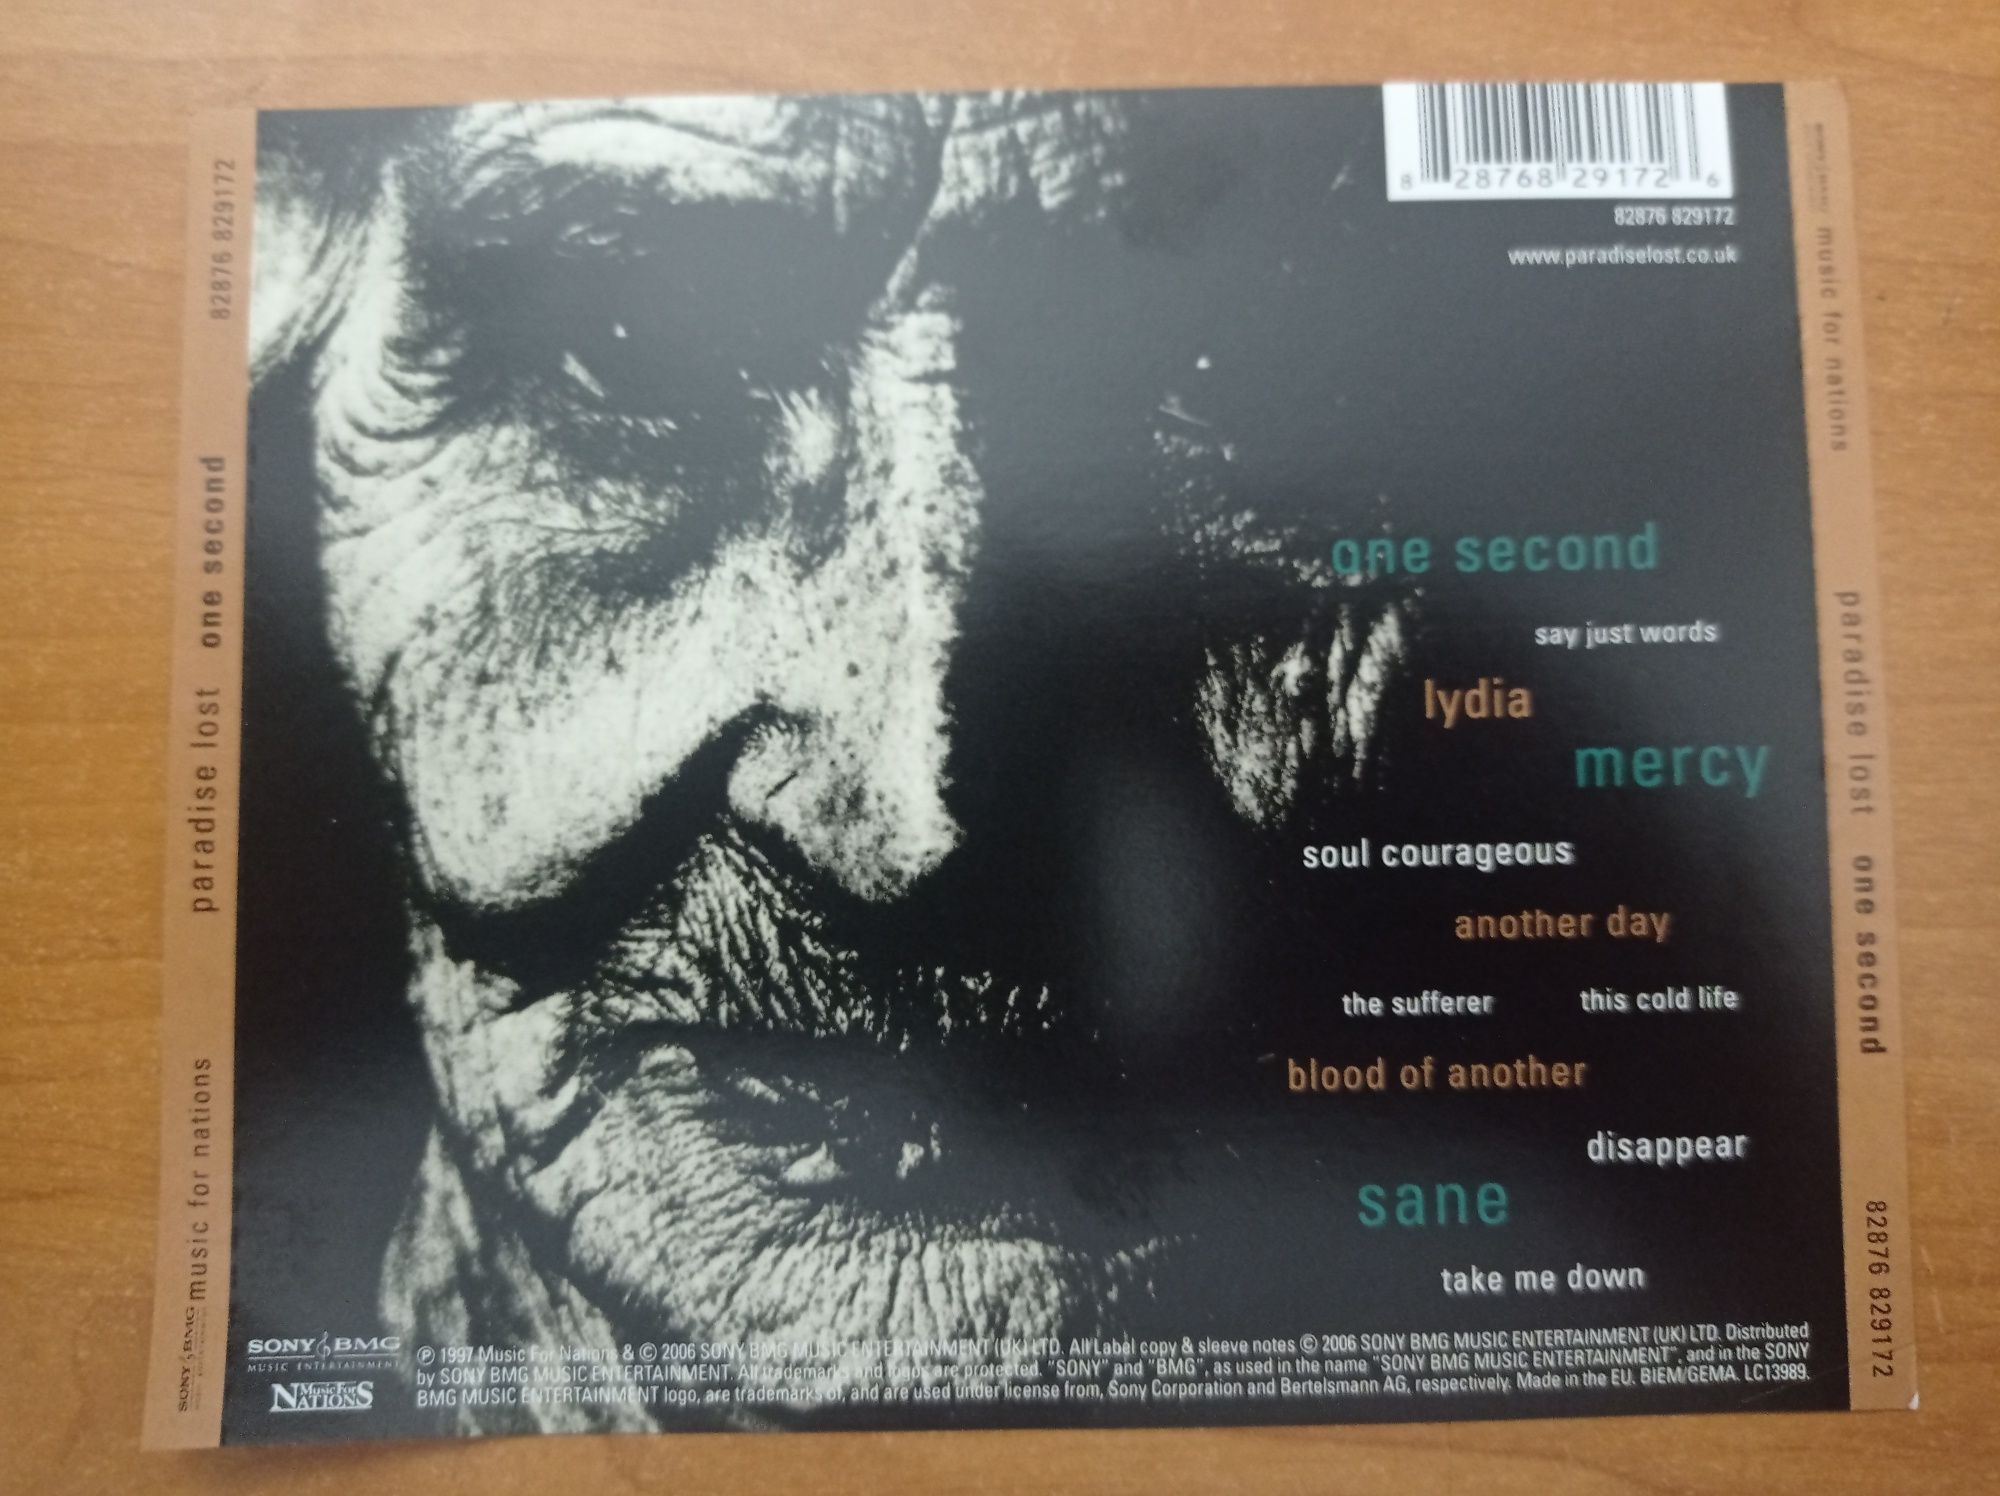 82876 829172
one second
paradise lost
music for nations
SONY BMG
8 28768 29172 6
82876 829172
www.paradiselost.co.uk
one second
say just words
lydia
mercy
soul courageous
another day
the sufferer this cold life
blood of another
disappear
sane
take me down
music for nations
paradise lost
one second
82876 829172
SONY BMG
MUSIC ENTERTAINMENT
Music For NATIONS
℗ 1997 Music For Nations & © 2006 SONY BMG MUSIC ENTERTAINMENT (UK) LTD. All Label copy & sleeve notes © 2006 SONY BMG MUSIC ENTERTAINMENT (UK) LTD. Distributed
by SONY BMG MUSIC ENTERTAINMENT. All trademarks and logos are protected. "SONY" and "BMG", as used in the name "SONY BMG MUSIC ENTERTAINMENT", and in the SONY
BMG MUSIC ENTERTAINMENT logo, are trademarks of, and are used under license from, Sony Corporation and Bertelsmann AG, respectively. Made in the EU. BIEM/GEMA. LC13989.